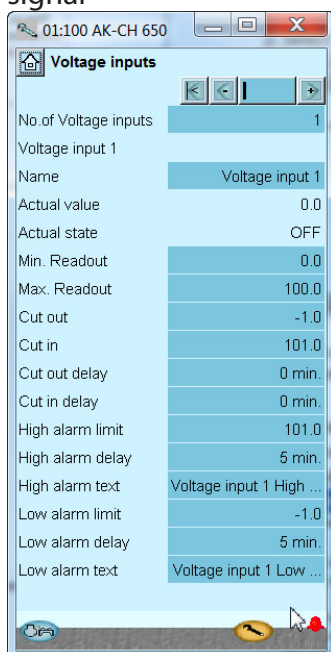 signal
01:100 AK-CH 650
Voltage inputs
No.of Voltage inputs 1
Voltage input 1
Name Voltage input 1
Actual value 0.0
Actual state OFF
Min. Readout 0.0
Max. Readout 100.0
Cut out -1.0
Cut in 101.0
Cut out delay 0 min.
Cut in delay 0 min.
High alarm limit 101.0
High alarm delay 5 min.
High alarm text Voltage input 1 High ...
Low alarm limit -1.0
Low alarm delay 5 min.
Low alarm text Voltage input 1 Low ...